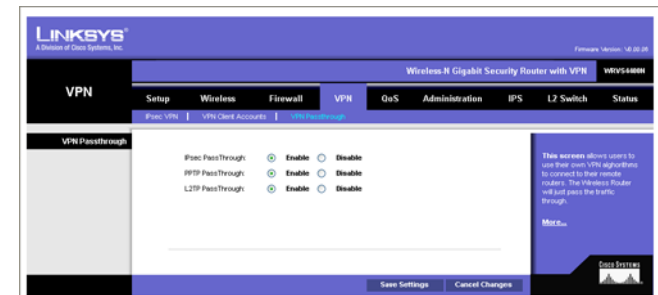 LINKSYS®
A Division of Cisco Systems, Inc.
Firmware Version: V0.00.08
Wireless-N Gigabit Security Router with VPN WRVS4400N
VPN
Setup Wireless Firewall VPN QoS Administration IPS L2 Switch Status
IPsec VPN | VPN Client Accounts | VPN Passthrough
VPN Passthrough
IPsec PassThrough: Enable Disable
PPTP PassThrough: Enable Disable
L2TP PassThrough: Enable Disable
This screen allows users to
use their own VPN alghorithms
to connect to their remote
routers. The Wireless Router
will just pass the traffic
through.
More...
CISCO SYSTEMS
Save Settings Cancel Changes